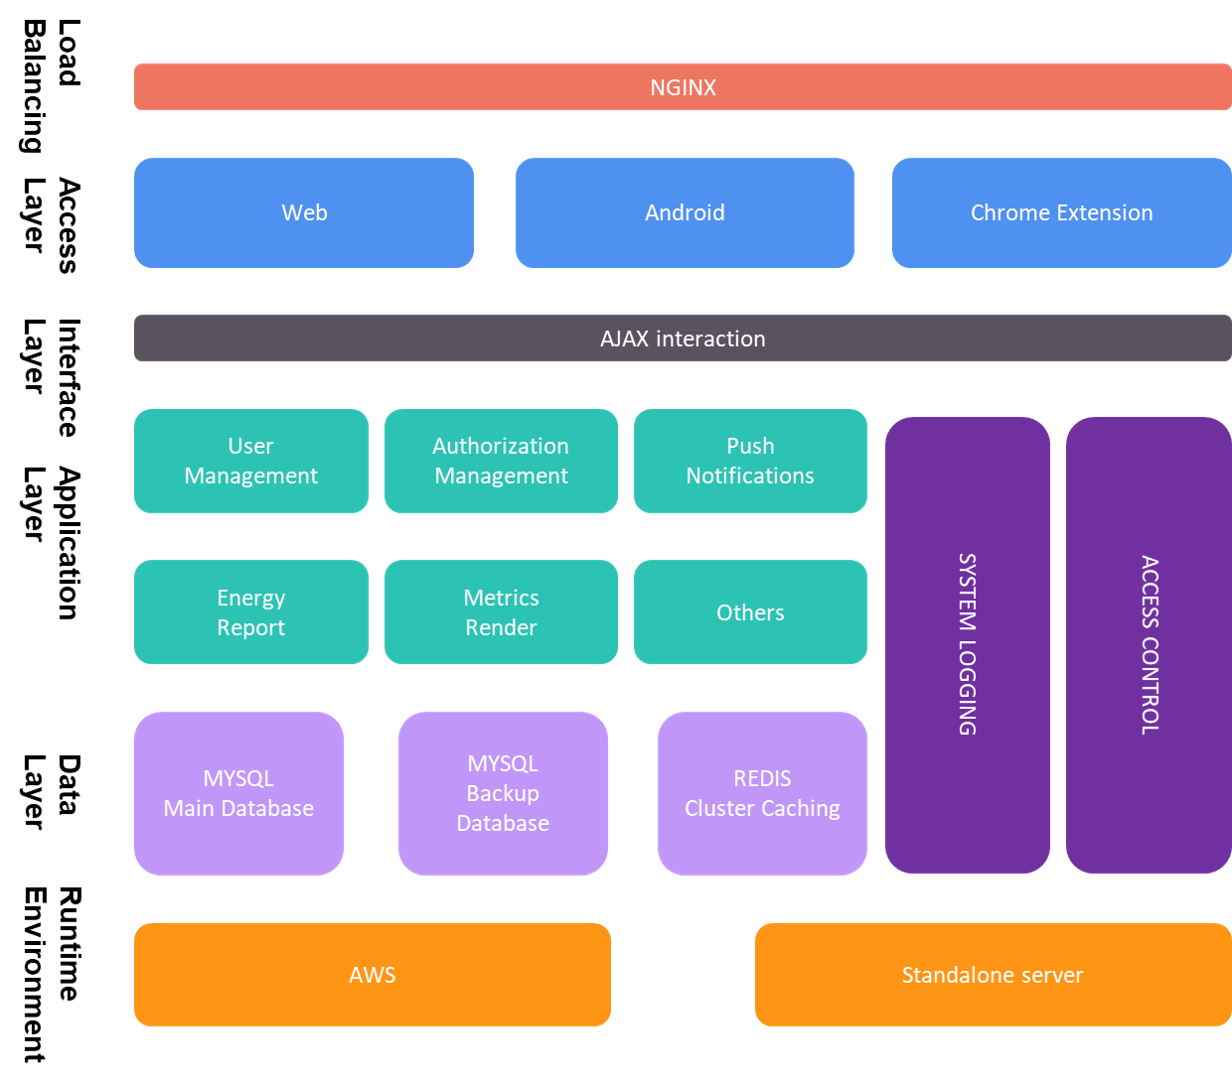 Load
Balancing
NGINX
Access
Layer
Web
Android
Chrome Extension
Interface
Layer
AJAX interaction
Application
Layer
User
Management
Authorization
Management
Push
Notifications
Energy
Report
Metrics
Render
Others
SYSTEM LOGGING
ACCESS CONTROL
Data
Layer
MYSQL
Main Database
MYSQL
Backup
Database
REDIS
Cluster Caching
Runtime
Environment
AWS
Standalone server